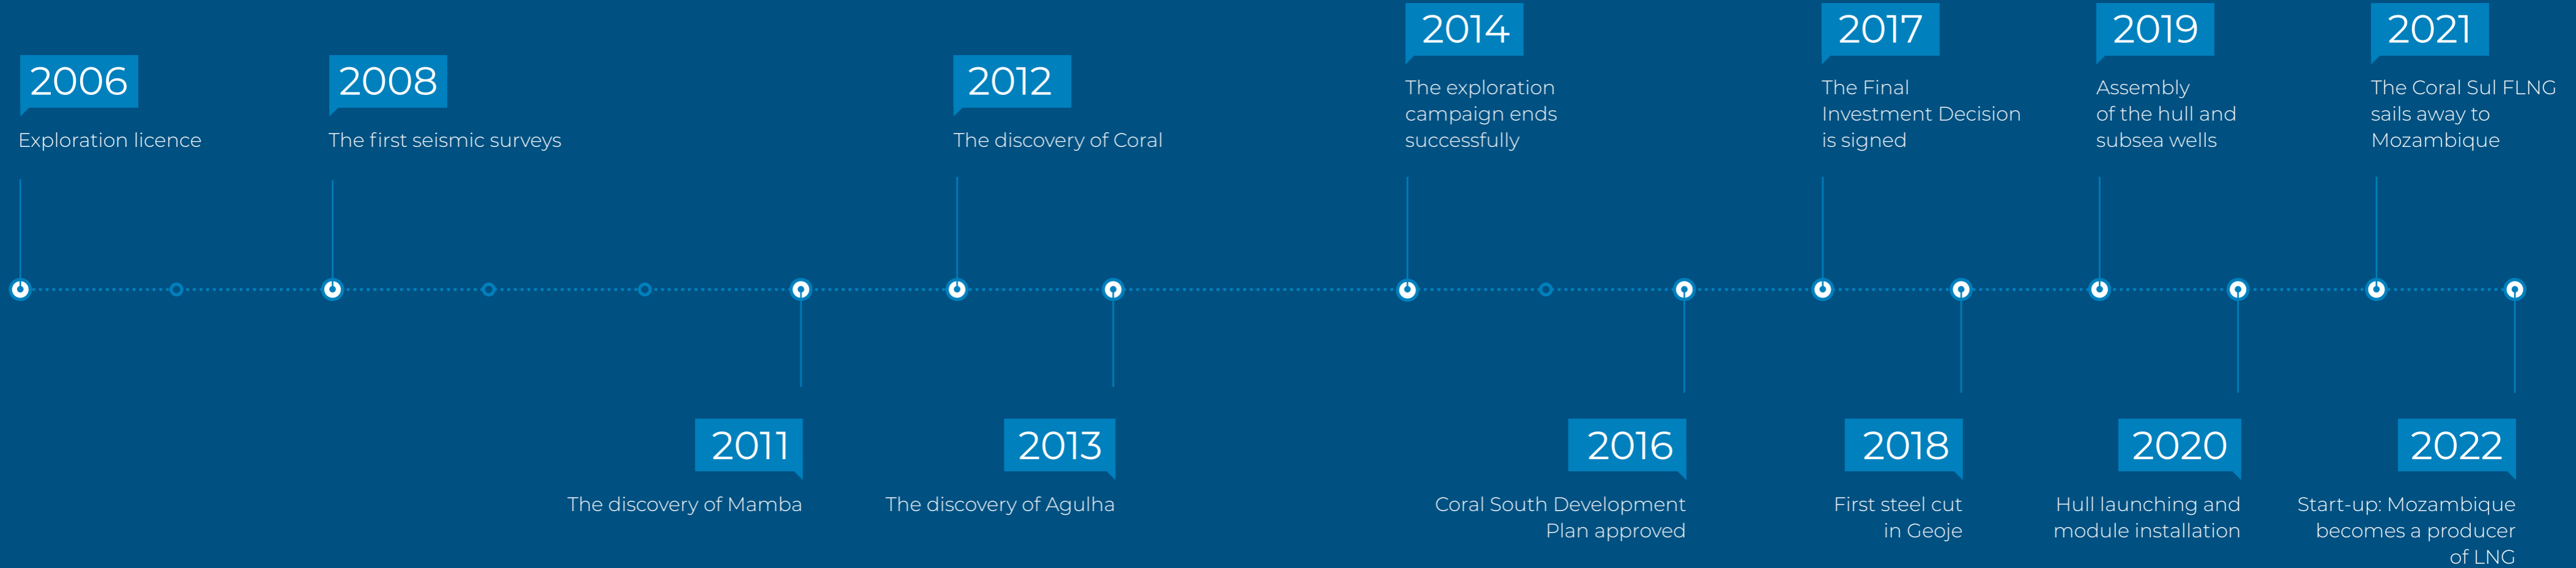 2006
Exploration licence
2008
The first seismic surveys
2011
The discovery of Mamba
2012
The discovery of Coral
2013
The discovery of Agulha
2014
The exploration
campaign ends
successfully
2016
Coral South Development
Plan approved
2017
The Final
Investment Decision
is signed
2018
First steel cut
in Geoje
2019
Assembly
of the hull and
subsea wells
2020
Hull launching and
module installation
2021
The Coral Sul FLNG
sails away to
Mozambique
2022
Start-up: Mozambique
becomes a producer
of LNG